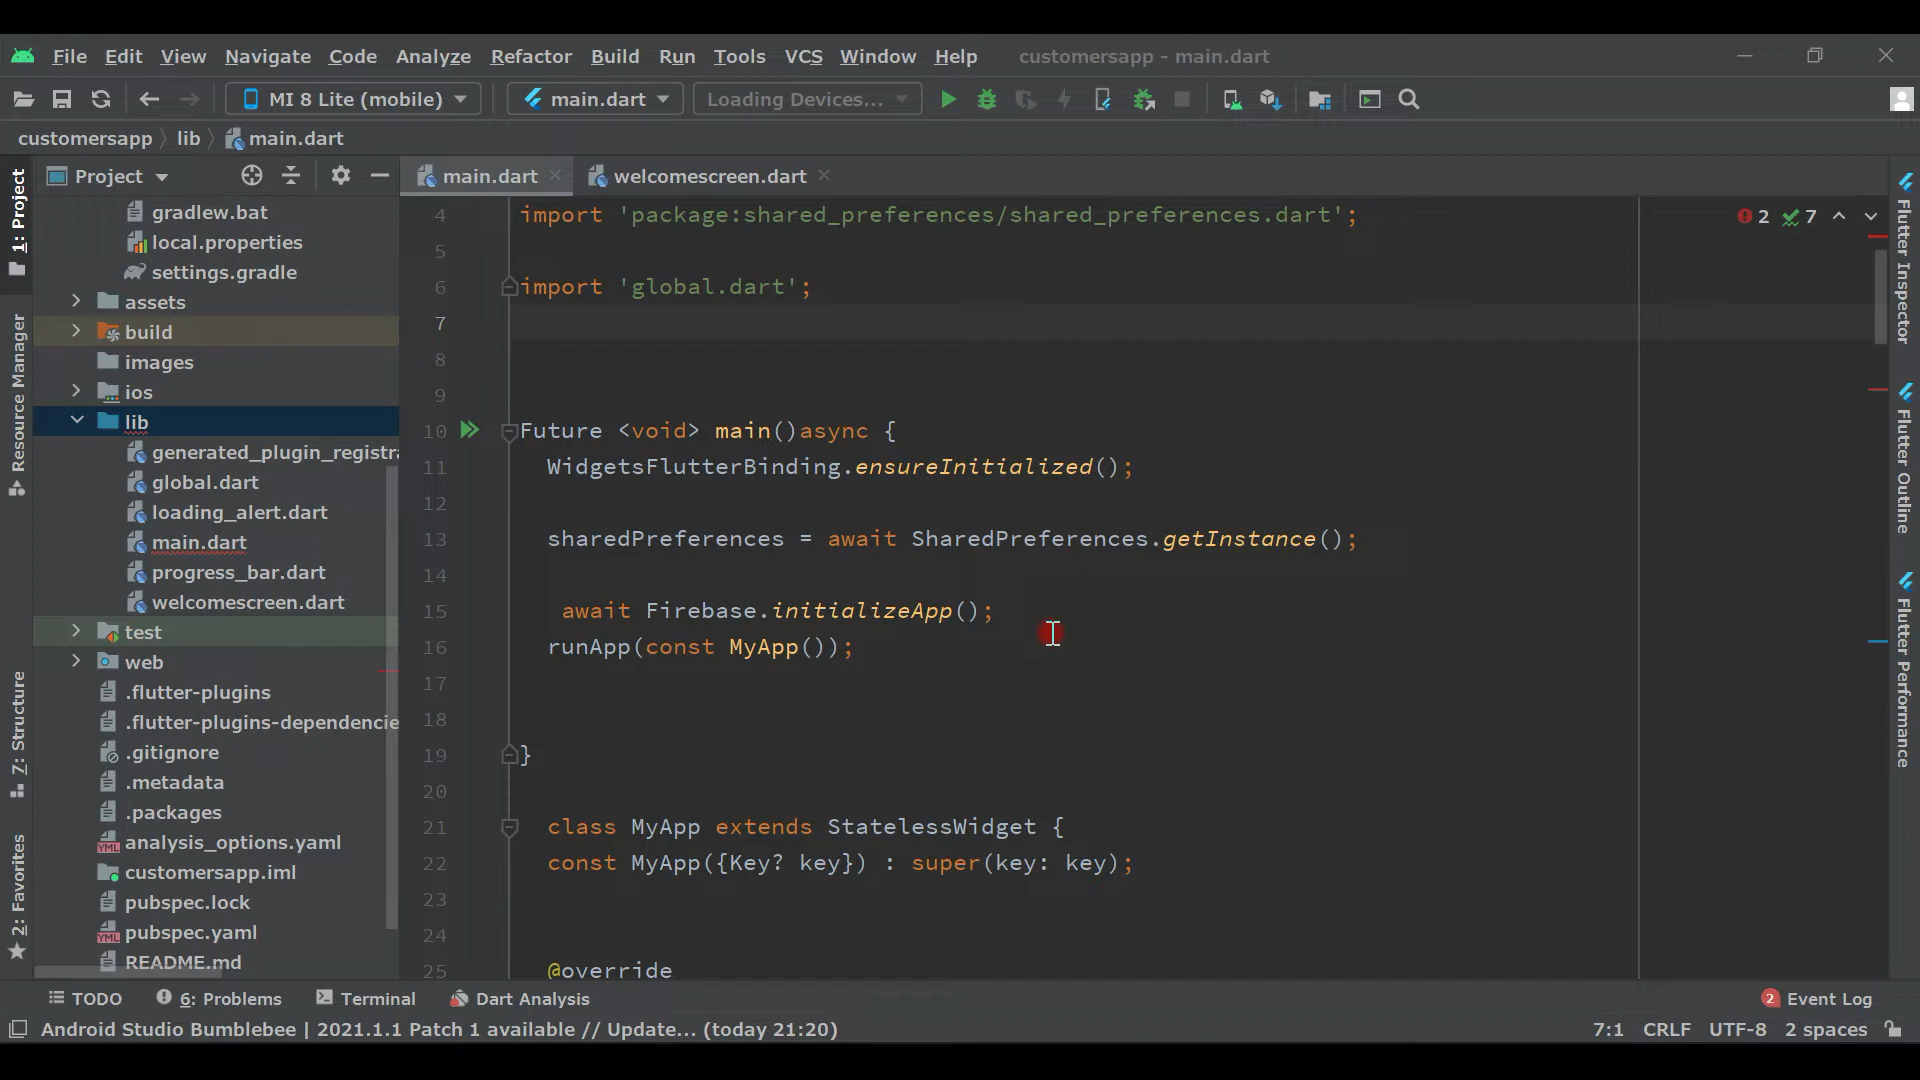 File Edit View Navigate Code Analyze Refactor Build Run Tools VCS Window Help customersapp - main.dart
MI 8 Lite (mobile) main.dart Loading Devices...
customersapp lib main.dart
1: Project
Resource Manager
7: Structure
2: Favorites
Project
gradlew.bat
local.properties
settings.gradle
assets
build
images
ios
lib
generated_plugin_registra
global.dart
loading_alert.dart
main.dart
progress_bar.dart
welcomescreen.dart
test
web
.flutter-plugins
.flutter-plugins-dependencie
.gitignore
.metadata
.packages
analysis_options.yaml
customersapp.iml
pubspec.lock
pubspec.yaml
README.md
main.dart welcomescreen.dart
2 7
4 import 'package:shared_preferences/shared_preferences.dart';
5
6 import 'global.dart';
7
8
9
10 Future <void> main()async {
11 WidgetsFlutterBinding.ensureInitialized();
12
13 sharedPreferences = await SharedPreferences.getInstance();
14
15 await Firebase.initializeApp();
16 runApp(const MyApp());
17
18
19 }
20
21 class MyApp extends StatelessWidget {
22 const MyApp({Key? key}) : super(key: key);
23
24
25 @override
Flutter Inspector
Flutter Outline
Flutter Performance
TODO 6: Problems Terminal Dart Analysis 2 Event Log
Android Studio Bumblebee | 2021.1.1 Patch 1 available // Update... (today 21:20) 7:1 CRLF UTF-8 2 spaces